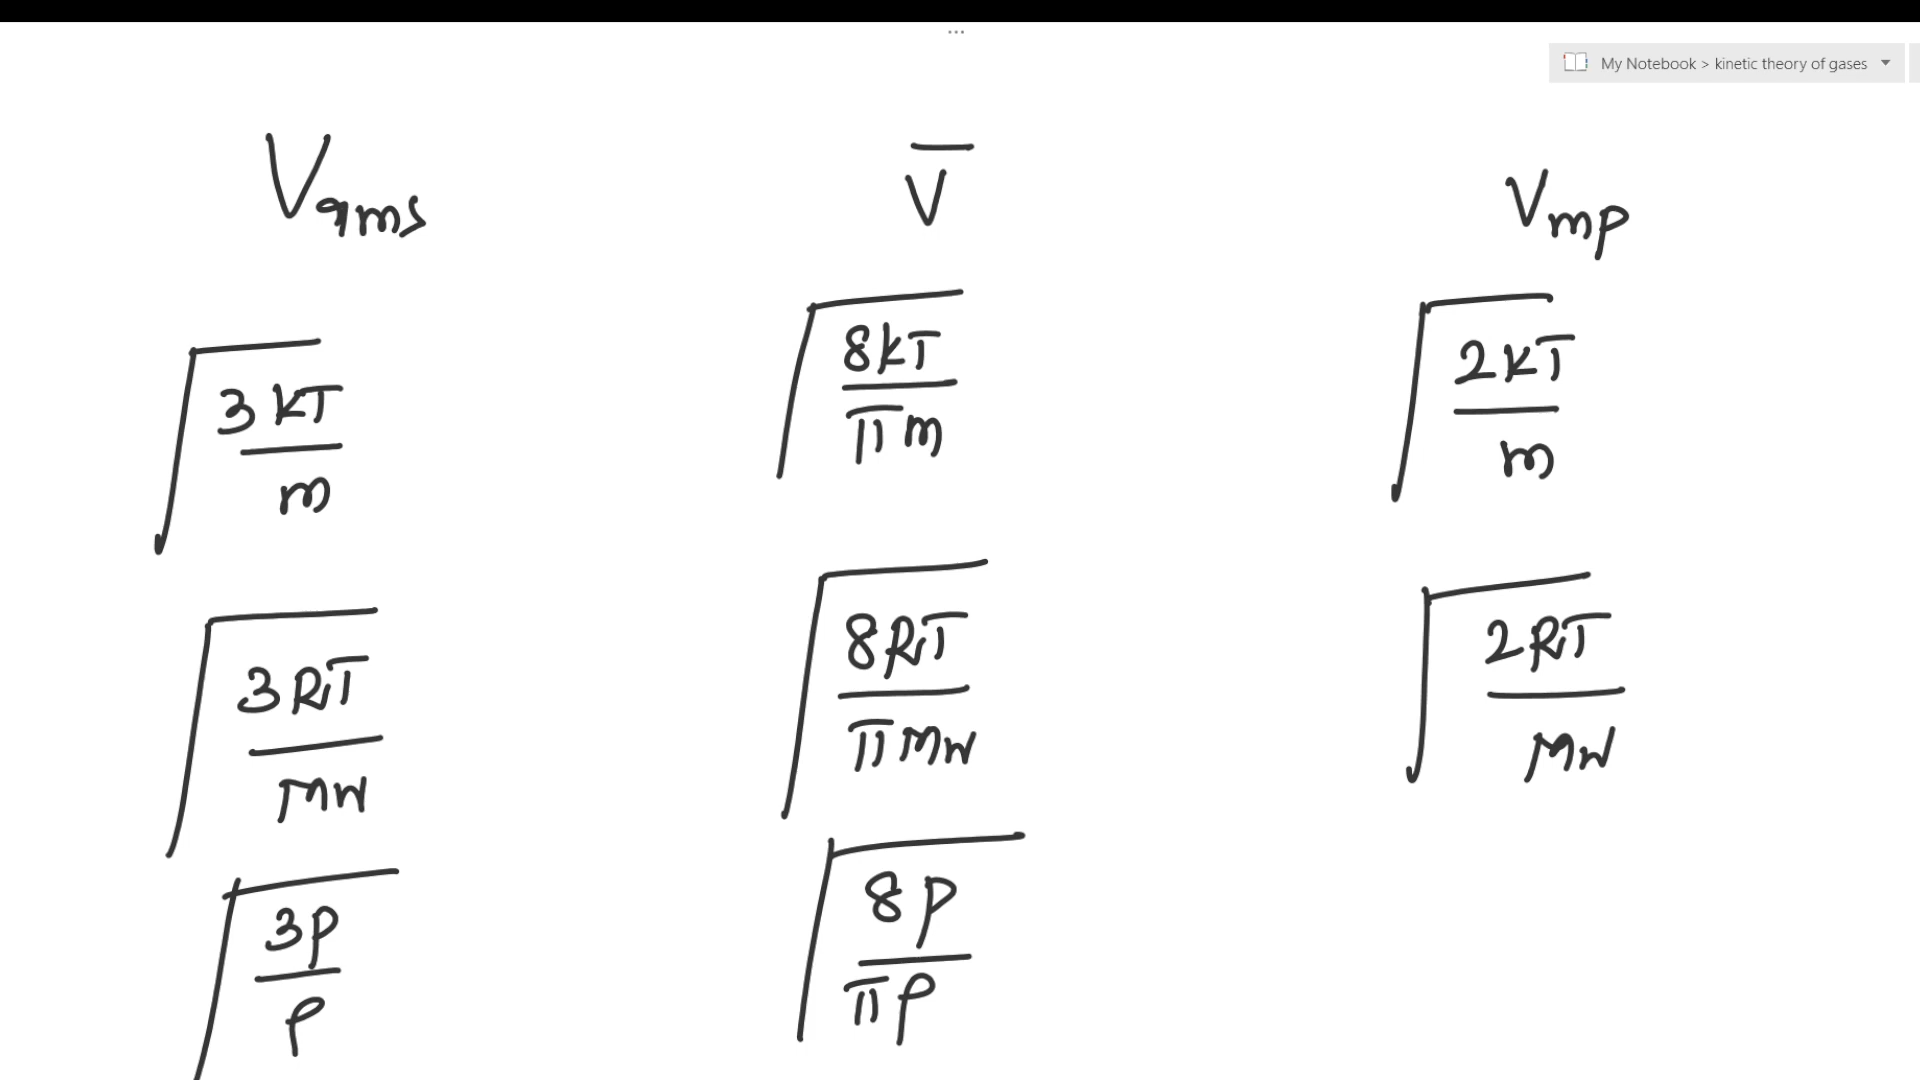 ...
My Notebook > kinetic theory of gases
Vrms
V̅
Vmp
√(3kT/m)
√(8kT/πm)
√(2kT/m)
√(3RT/Mw)
√(8RT/πMw)
√(2RT/Mw)
√(3P/ρ)
√(8P/πρ)